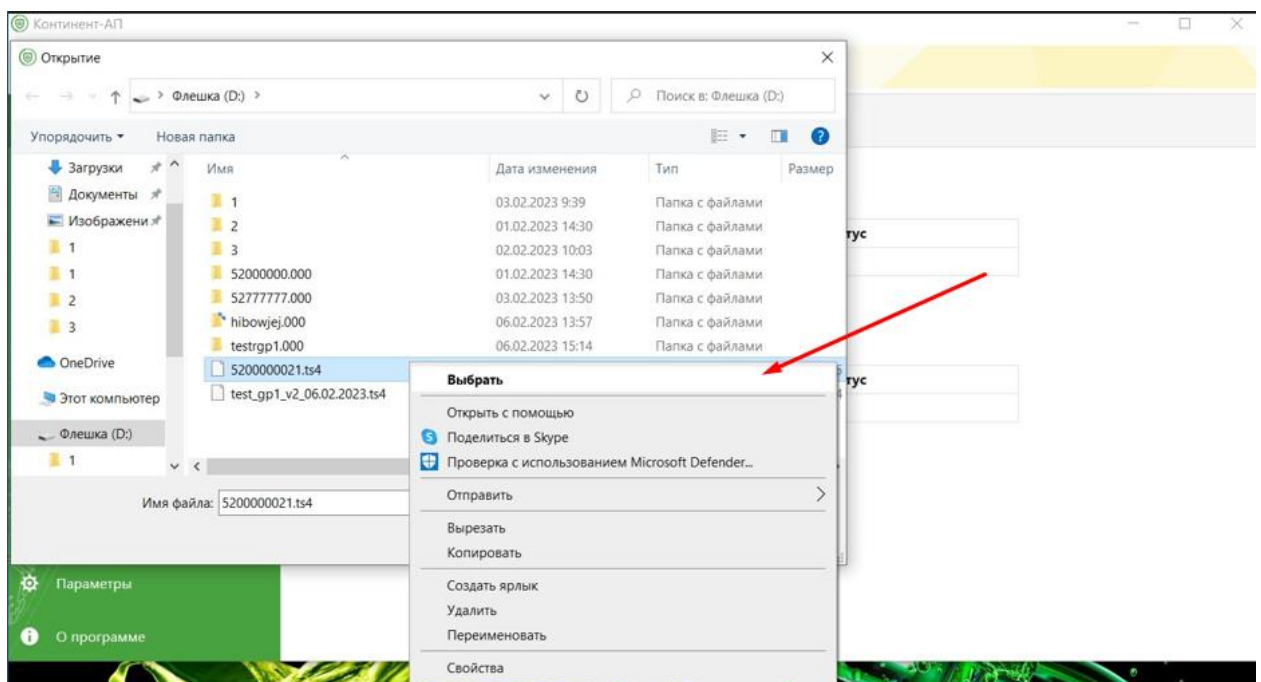 Континент-АП
Открытие
Флешка (D:)
Поиск в: Флешка (D:)
Упорядочить
Новая папка
Загрузки
Документы
Изображени
1
1
2
3
OneDrive
Этот компьютер
Флешка (D:)
1
Имя Дата изменения Тип Размер
1 03.02.2023 9:39 Папка с файлами
2 01.02.2023 14:30 Папка с файлами
3 02.02.2023 10:03 Папка с файлами
52000000.000 01.02.2023 14:30 Папка с файлами
52777777.000 03.02.2023 13:50 Папка с файлами
hibowjej.000 06.02.2023 13:57 Папка с файлами
testrgp1.000 06.02.2023 15:14 Папка с файлами
5200000021.ts4
test_gp1_v2_06.02.2023.ts4
тус
тус
Выбрать
Открыть с помощью
Поделиться в Skype
Проверка с использованием Microsoft Defender...
Отправить
Вырезать
Копировать
Создать ярлык
Удалить
Переименовать
Свойства
Имя файла: 5200000021.ts4
Параметры
О программе